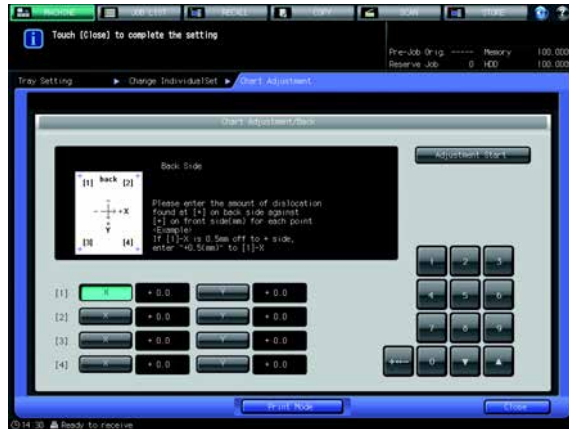 MACHINE JOB LIST RECALL COPY SCAN STORE
Touch [Close] to complete the setting
Pre-Job Orig. ----- Memory 100.000
Reserve Job 0 HDD 100.000
Tray Setting ▶ Change IndividualSet ▶ Chart Adjustment
Chart Adjustment/Back
Back Side
Adjustment Start
[1] back [2]
- +X
Y
[3] [4]
Please enter the amount of dislocation
found at [+] on back side against
[+] on front side(mm) for each point
<Example>
If [1]-X is 0.5mm off to + side,
enter "+0.5(mm)" to [1]-X
1 2 3
4 5 6
7 8 9
0 ▼ ▲
[1] X + 0.0 Y + 0.0
[2] X + 0.0 Y + 0.0
[3] X + 0.0 Y + 0.0
[4] X + 0.0 Y + 0.0
Print Mode
Close
14 30 Ready to receive